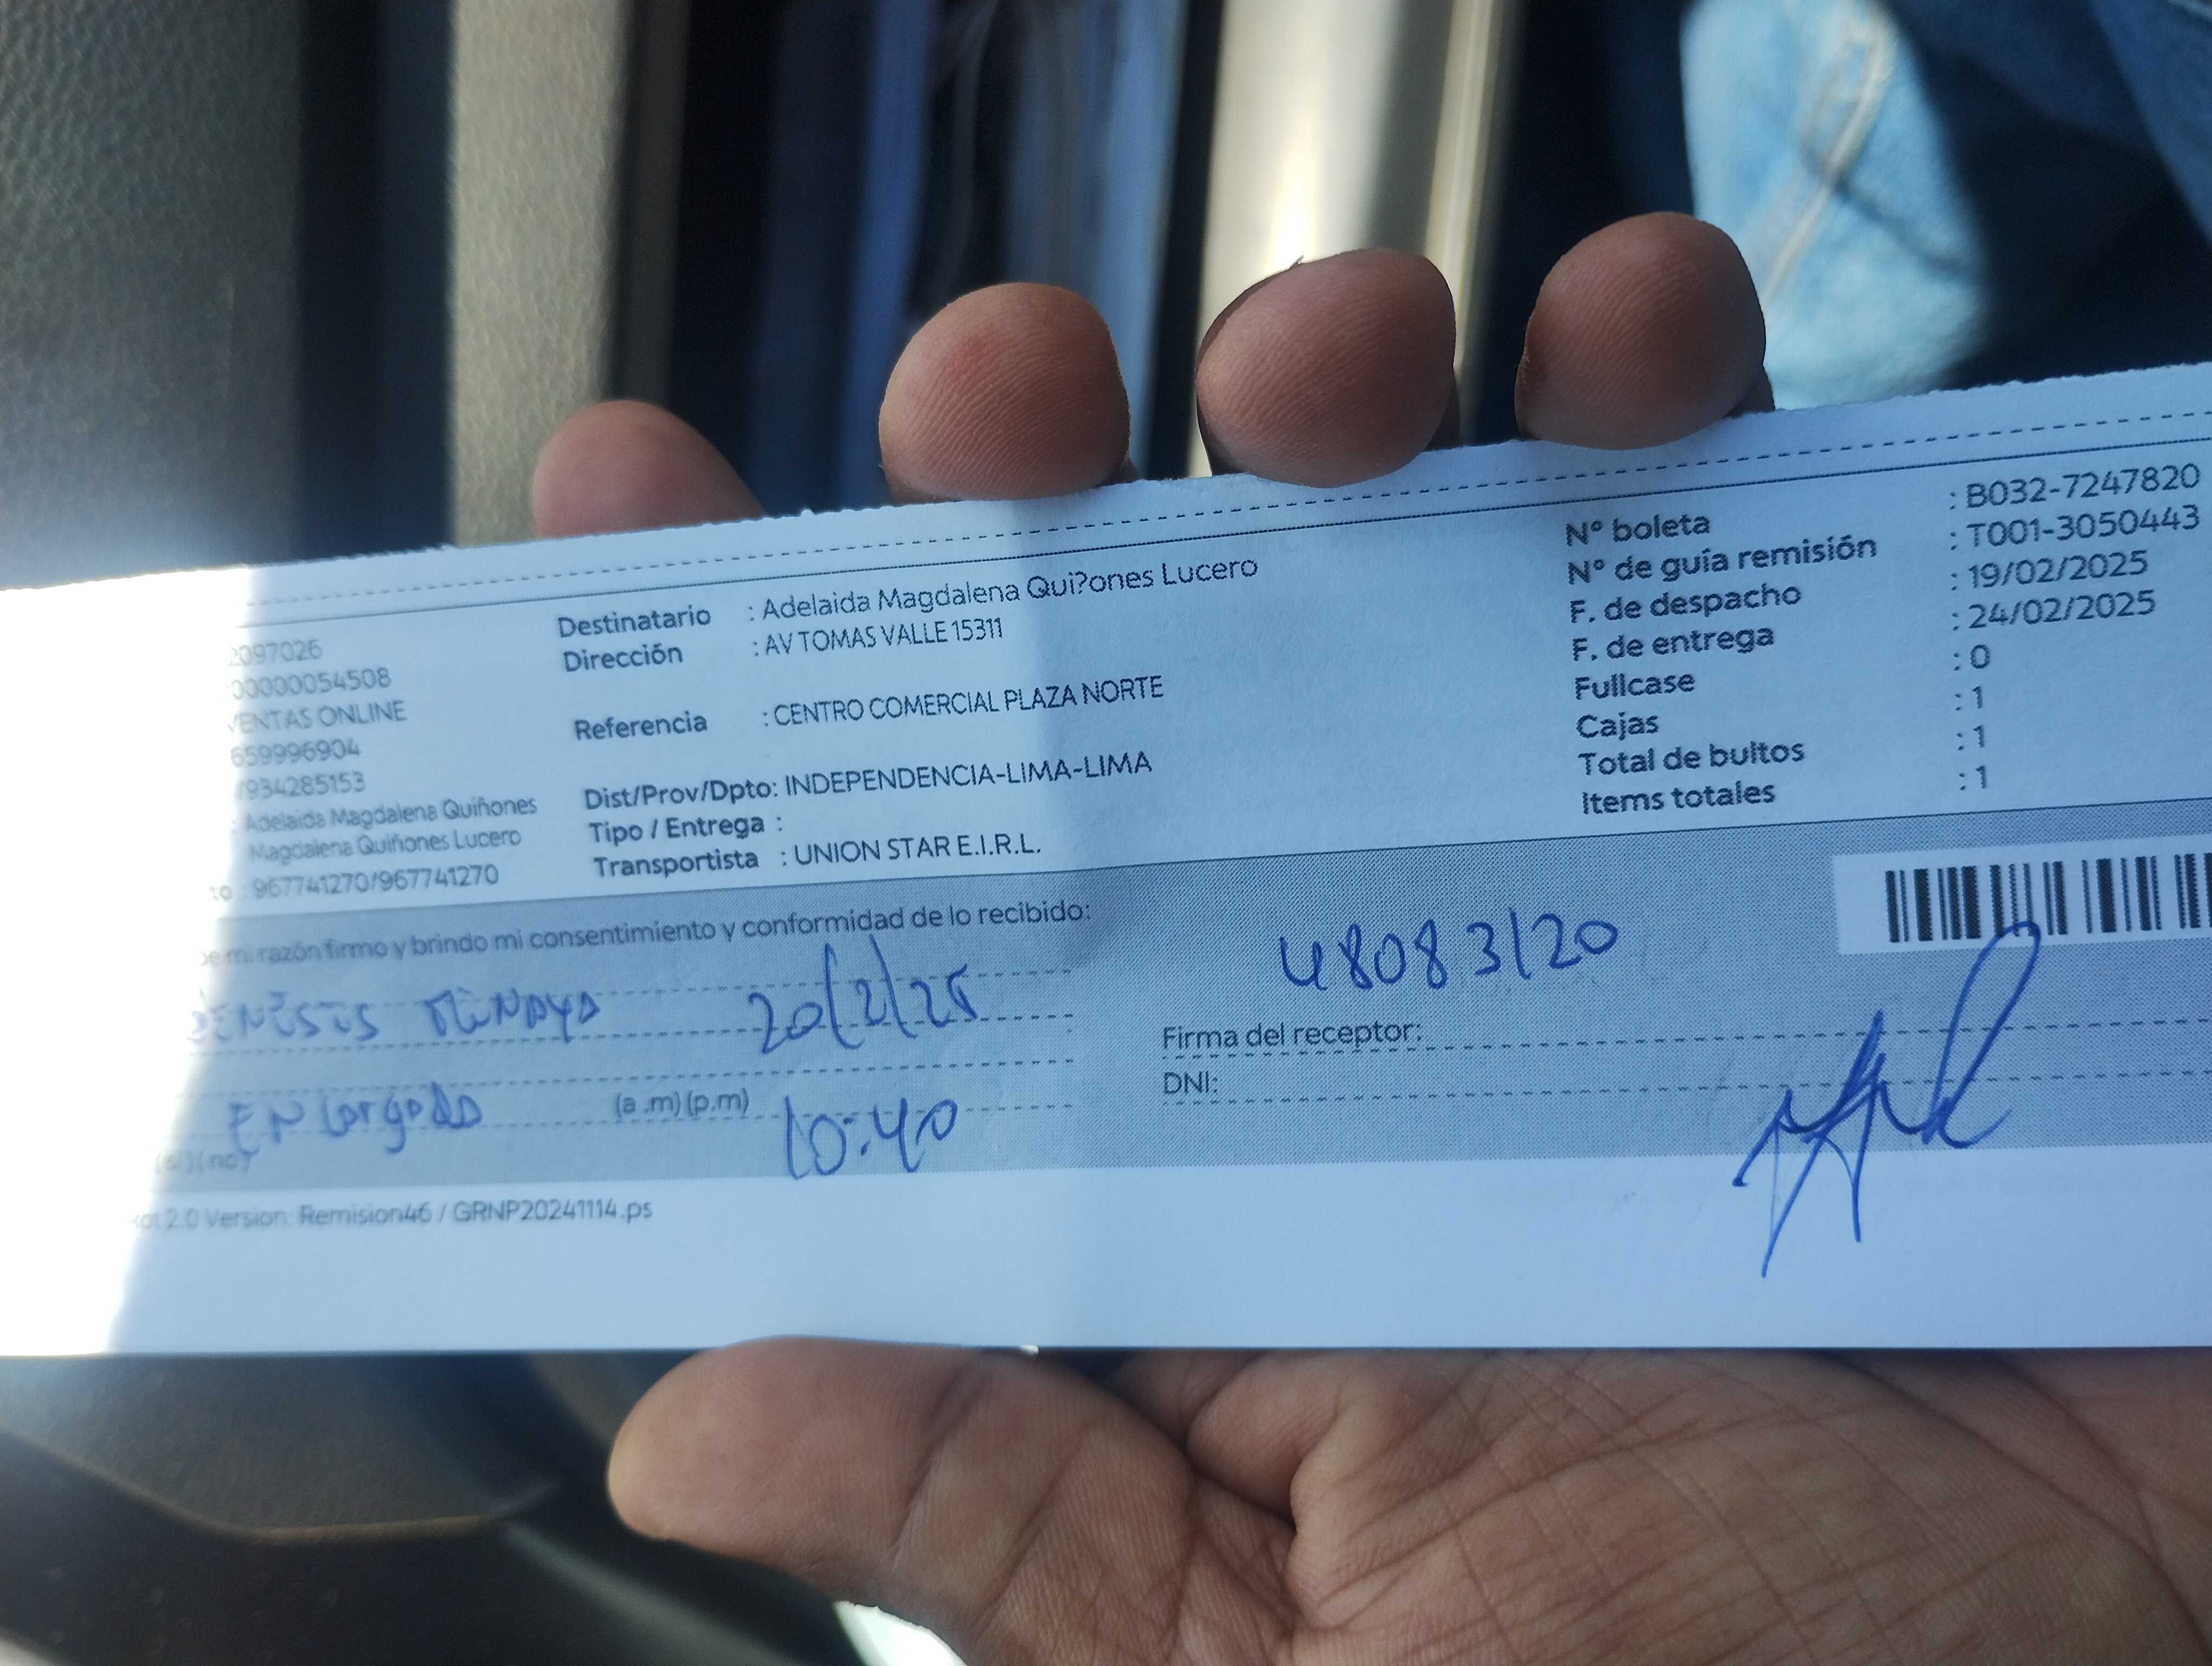 2097026
00000054508
VENTAS ONLINE
659996904
/934285153
: Adelaida Magdalena Quiñones
Magdalena Quiñones Lucero
to : 967741270/967741270
Destinatario : Adelaida Magdalena Qui?ones Lucero
Dirección : AV TOMAS VALLE 15311
Referencia : CENTRO COMERCIAL PLAZA NORTE
Dist/Prov/Dpto: INDEPENDENCIA-LIMA-LIMA
Tipo / Entrega :
Transportista : UNION STAR E.I.R.L.
Nº boleta : B032-7247820
Nº de guía remisión : T001-3050443
F. de despacho : 19/02/2025
F. de entrega : 24/02/2025
Fullcase : 0
Cajas : 1
Total de bultos : 1
Items totales : 1
de mi razón firmo y brindo mi consentimiento y conformidad de lo recibido:
GENESIS MINAYA 20/2/25
48083120
Firma del receptor:
DNI:
Encargado (a .m) (p.m) 10:40
(si) (no)
2.0 Version: Remision46 / GRNP20241114.ps